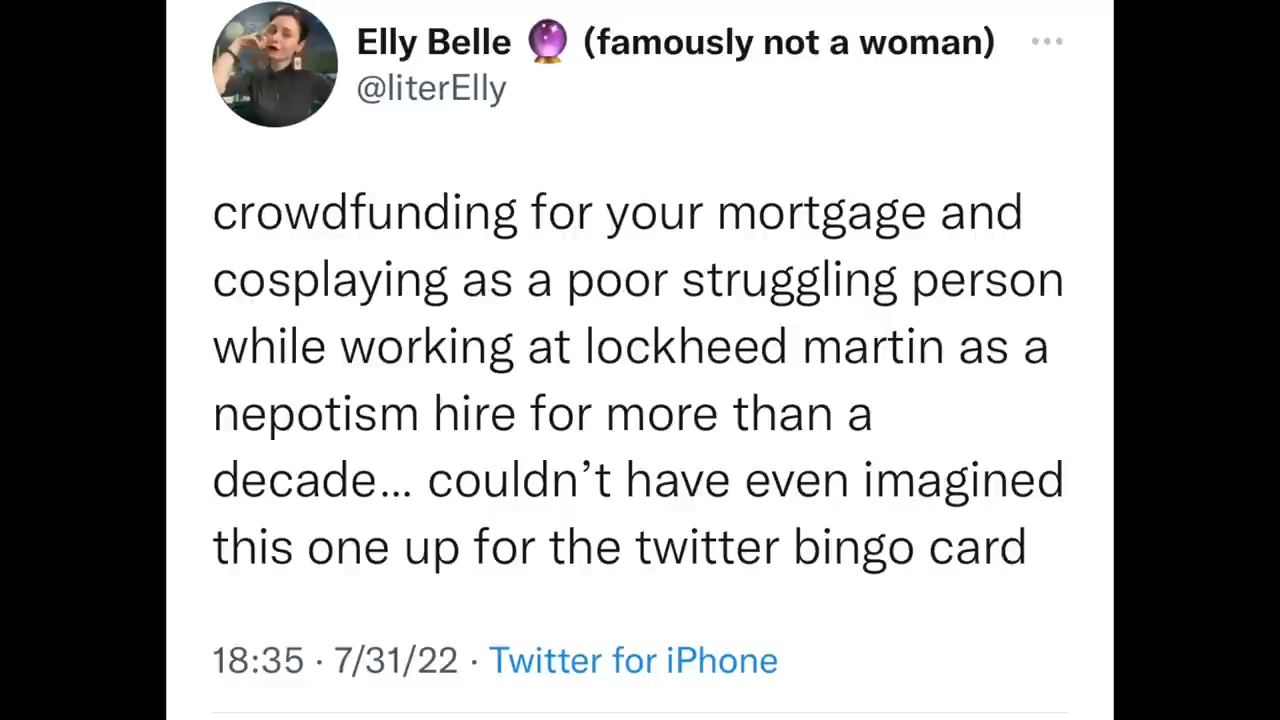 Elly Belle 🔮 (famously not a woman)
@literElly
crowdfunding for your mortgage and
cosplaying as a poor struggling person
while working at lockheed martin as a
nepotism hire for more than a
decade... couldn’t have even imagined
this one up for the twitter bingo card
18:35 · 7/31/22 · Twitter for iPhone